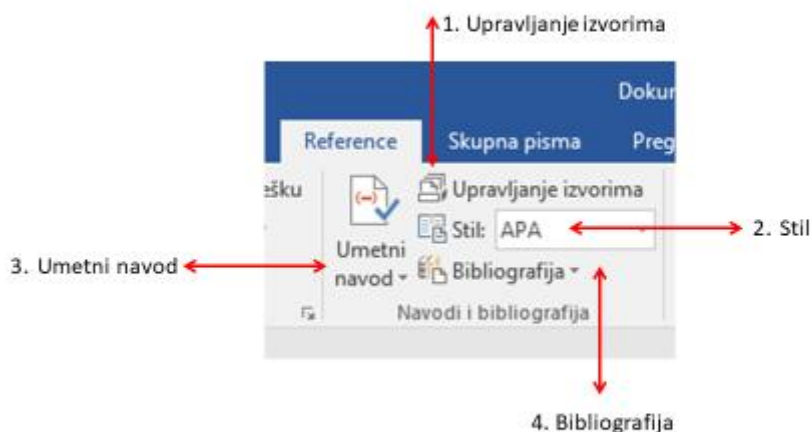 1. Upravljanje izvorima
Dokur
Reference Skupna pisma Preg
ešku
Upravljanje izvorima
Stil: APA
2. Stil
Umetni navod
3. Umetni navod
Bibliografija
Navodi i bibliografija
4. Bibliografija